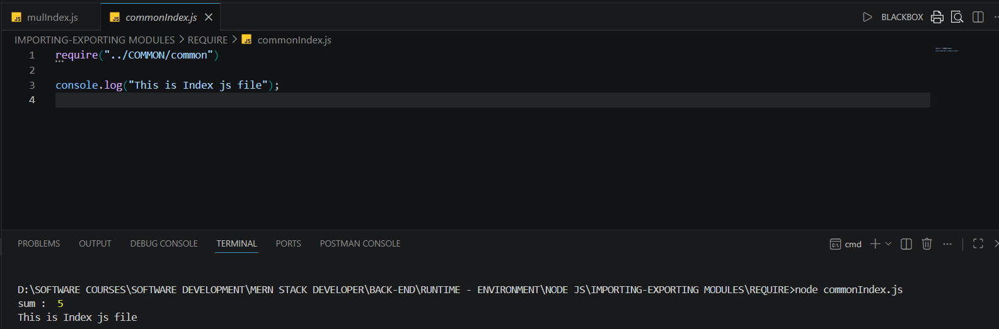 JS mulIndex.js JS commonIndex.js BLACKBOX
IMPORTING-EXPORTING MODULES > REQUIRE > JS commonIndex.js
1 require("../COMMON/common")
2
3 console.log("This is Index js file");
4
PROBLEMS OUTPUT DEBUG CONSOLE TERMINAL PORTS POSTMAN CONSOLE cmd
D:\SOFTWARE COURSES\SOFTWARE DEVELOPMENT\MERN STACK DEVELOPER\BACK-END\RUNTIME - ENVIRONMENT\NODE JS\IMPORTING-EXPORTING MODULES\REQUIRE>node commonIndex.js
sum :  5
This is Index js file